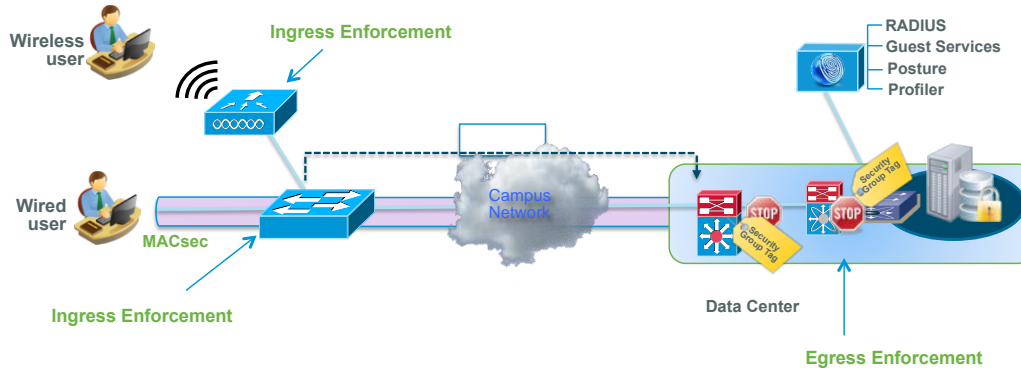 Wireless
user
Ingress Enforcement
RADIUS
Guest Services
Posture
Profiler
Wired
user
MACsec
Campus
Network
STOP
Security
Group Tag
STOP
Security
Group Tag
Data Center
Ingress Enforcement
Egress Enforcement